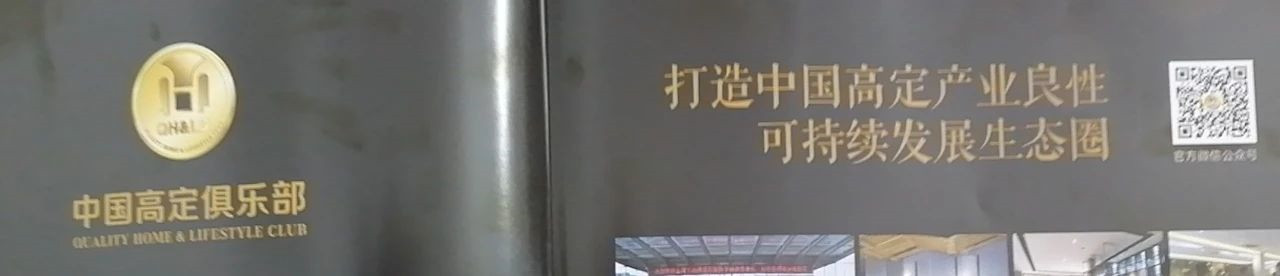 QH&L
中国高定俱乐部
QUALITY HOME & LIFESTYLE CLUB
打造中国高定产业良性
可持续发展生态圈
官方微信公众号